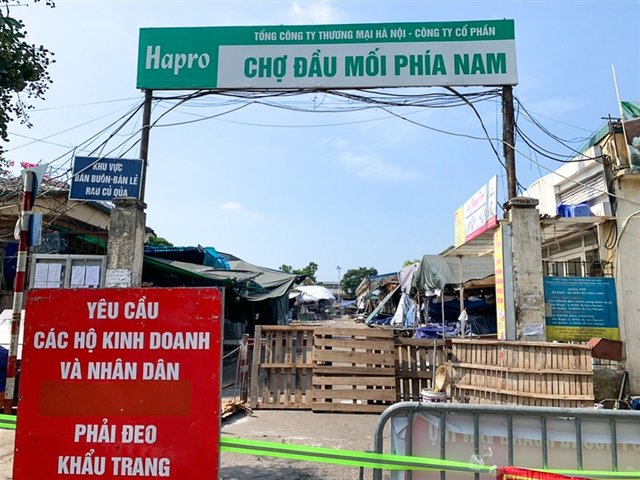 TỔNG CÔNG TY THƯƠNG MẠI HÀ NỘI - CÔNG TY CỔ PHẦN
Hapro
CHỢ ĐẦU MỐI PHÍA NAM
KHU VỰC
BÁN BUÔN-BÁN LẺ
RAU CỦ QUẢ
YÊU CẦU
CÁC HỘ KINH DOANH
VÀ NHÂN DÂN
PHẢI ĐEO
KHẨU TRANG